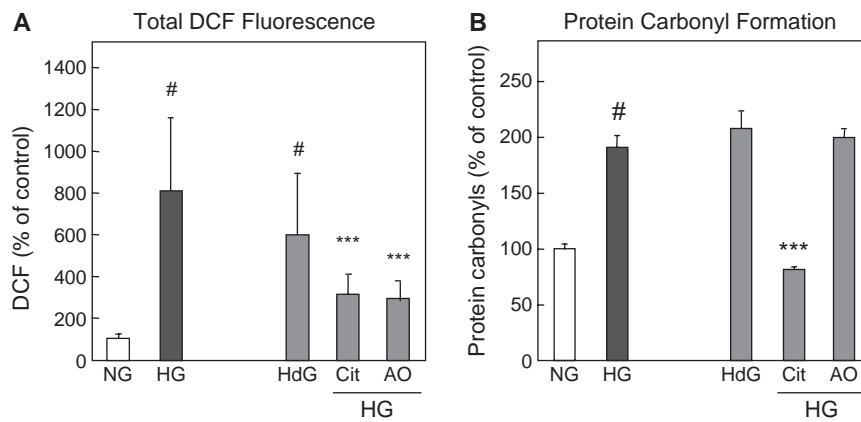 A
Total DCF Fluorescence
DCF (% of control)
1400
1200
1000
800
600
400
200
0
#
#
***
***
NG HG HdG Cit AO
HG
B
Protein Carbonyl Formation
Protein carbonyls (% of control)
250
200
150
100
50
0
#
***
NG HG HdG Cit AO
HG